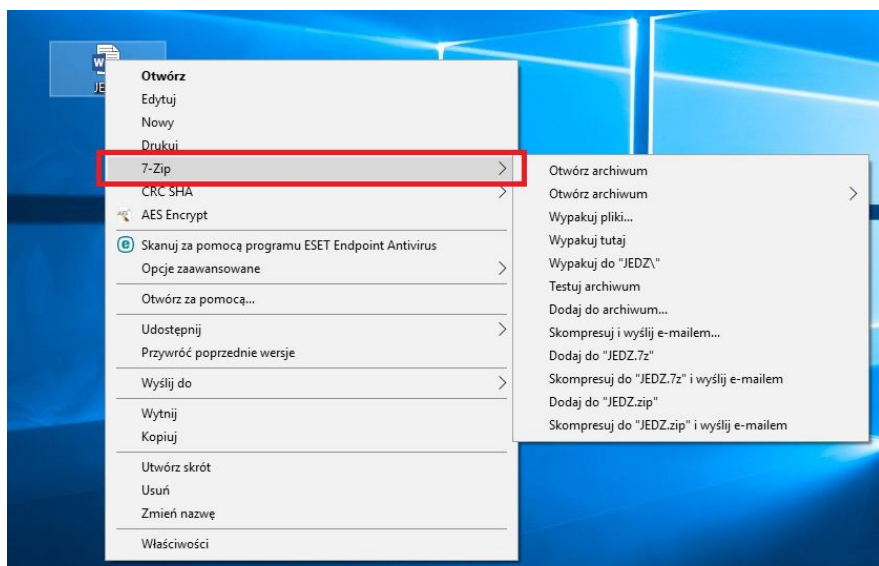 JE
Otwórz
Edytuj
Nowy
Drukuj
7-Zip
CRC SHA
AES Encrypt
Skanuj za pomocą programu ESET Endpoint Antivirus
Opcje zaawansowane
Otwórz za pomocą...
Udostępnij
Przywróć poprzednie wersje
Wyślij do
Wytnij
Kopiuj
Utwórz skrót
Usuń
Zmień nazwę
Właściwości
Otwórz archiwum
Otwórz archiwum
Wypakuj pliki...
Wypakuj tutaj
Wypakuj do "JEDZ\"
Testuj archiwum
Dodaj do archiwum...
Skompresuj i wyślij e-mailem...
Dodaj do "JEDZ.7z"
Skompresuj do "JEDZ.7z" i wyślij e-mailem
Dodaj do "JEDZ.zip"
Skompresuj do "JEDZ.zip" i wyślij e-mailem